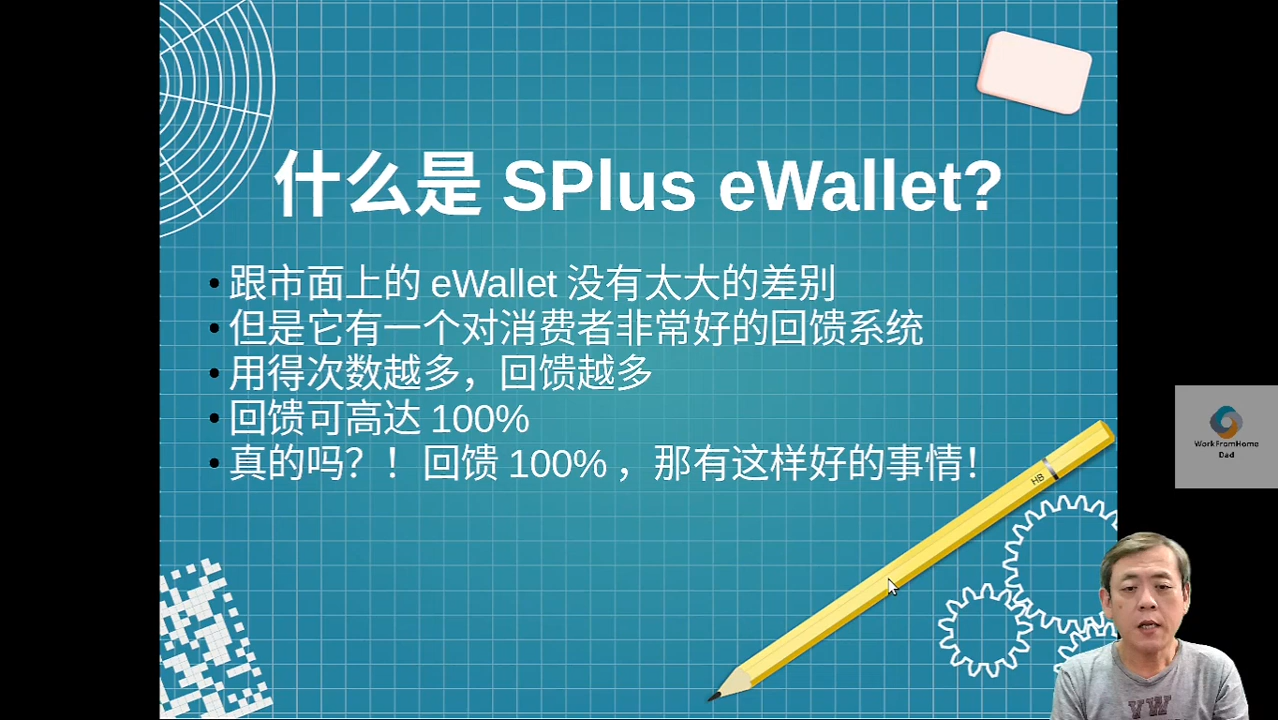 什么是 SPlus eWallet?
• 跟市面上的 eWallet 没有太大的差别
• 但是它有一个对消费者非常好的回馈系统
• 用得次数越多，回馈越多
• 回馈可高达 100%
• 真的吗？！回馈 100% ，那有这样好的事情！
HB
WorkFromHome
Dad
VW